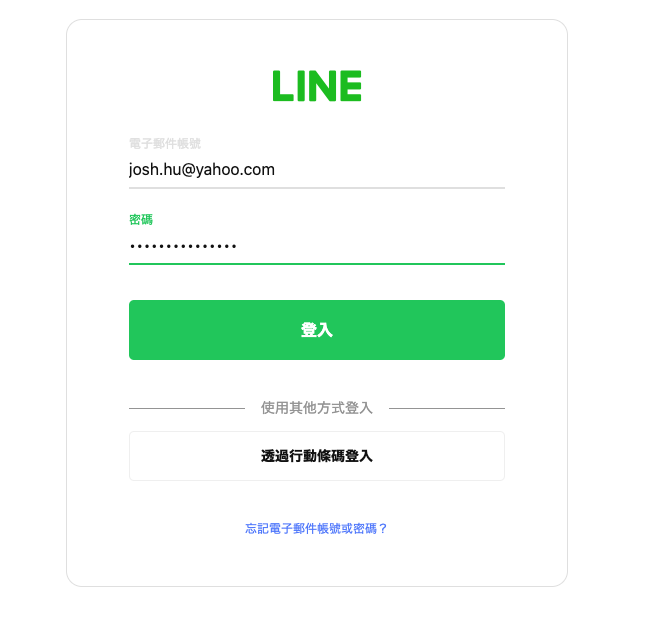 LINE
電子郵件帳號
josh.hu@yahoo.com
密碼
•••••••••••••••
登入
使用其他方式登入
透過行動條碼登入
忘記電子郵件帳號或密碼？